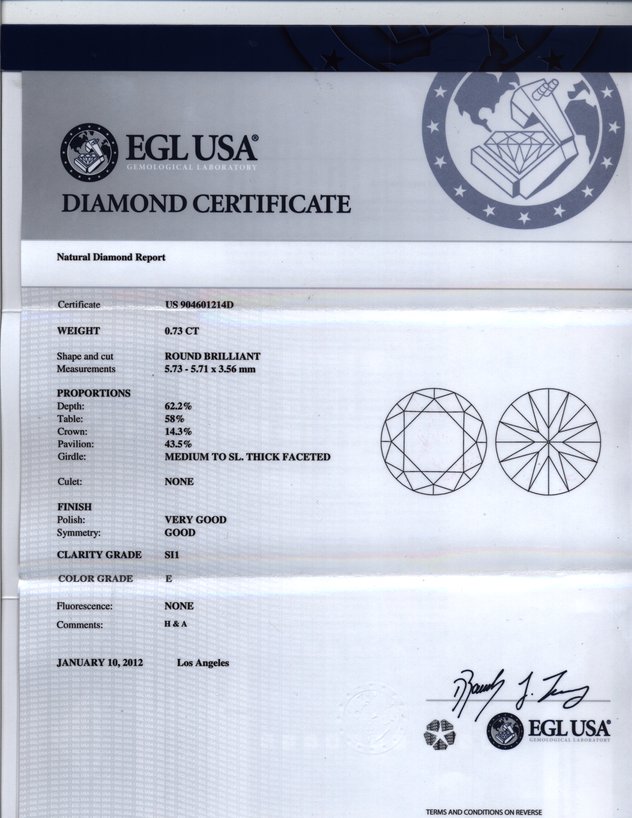 EGL USA®
GEMOLOGICAL LABORATORY
DIAMOND CERTIFICATE
Natural Diamond Report
Certificate US 904601214D
WEIGHT 0.73 CT
Shape and cut ROUND BRILLIANT
Measurements 5.73 - 5.71 x 3.56 mm
PROPORTIONS
Depth: 62.2%
Table: 58%
Crown: 14.3%
Pavilion: 43.5%
Girdle: MEDIUM TO SL. THICK FACETED
Culet: NONE
FINISH
Polish: VERY GOOD
Symmetry: GOOD
CLARITY GRADE SI1
COLOR GRADE E
Fluorescence: NONE
Comments: H & A
JANUARY 10, 2012 Los Angeles
EGL USA®
GEMOLOGICAL LABORATORY
TERMS AND CONDITIONS ON REVERSE